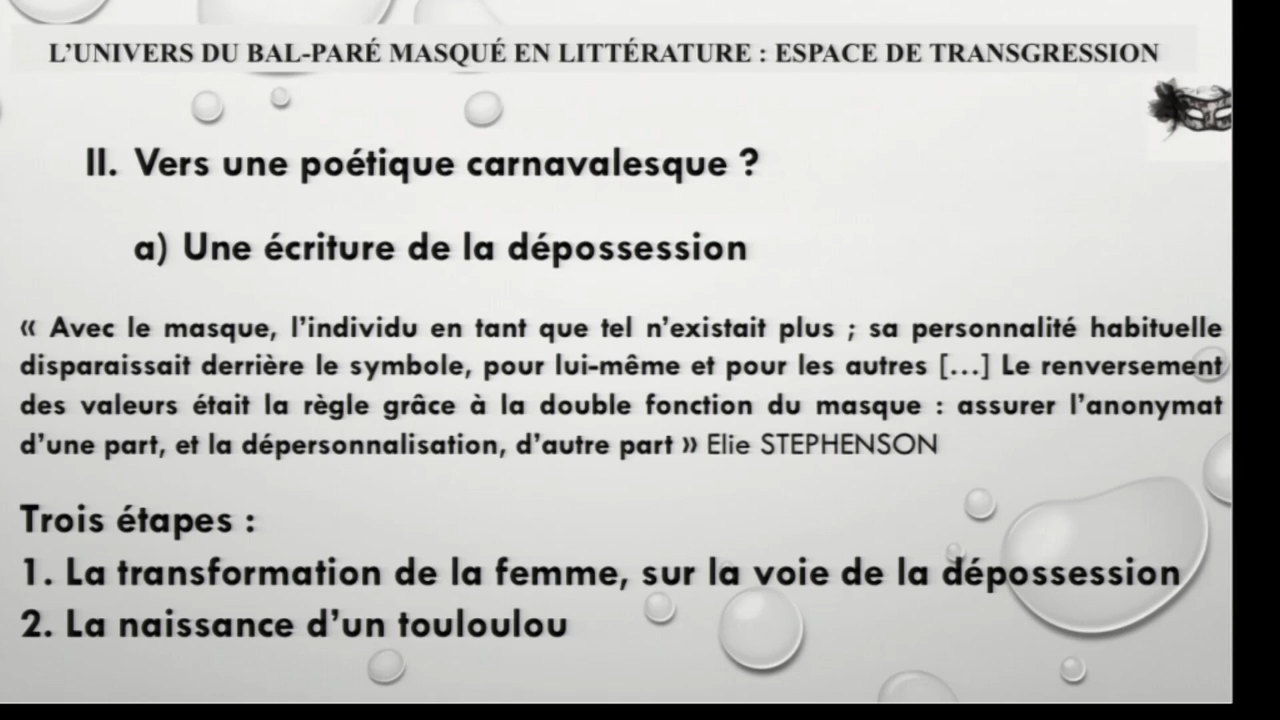 L’UNIVERS DU BAL-PARÉ MASQUÉ EN LITTÉRATURE : ESPACE DE TRANSGRESSION
II. Vers une poétique carnavalesque ?
a) Une écriture de la dépossession
« Avec le masque, l’individu en tant que tel n’existait plus ; sa personnalité habituelle
disparaissait derrière le symbole, pour lui-même et pour les autres […] Le renversement
des valeurs était la règle grâce à la double fonction du masque : assurer l’anonymat
d’une part, et la dépersonnalisation, d’autre part » Elie STEPHENSON
Trois étapes :
1. La transformation de la femme, sur la voie de la dépossession
2. La naissance d’un touloulou